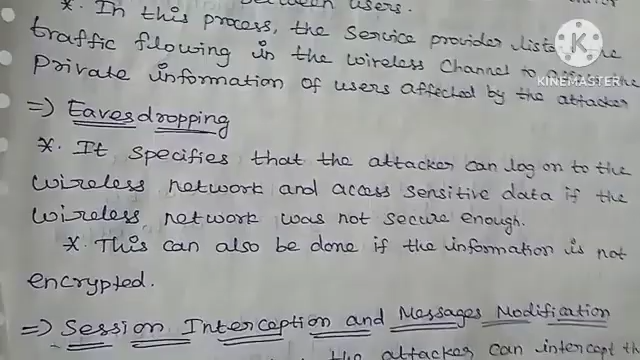 between users.
*. In this process, the service provider
traffic flowing in the wireless channel to
private information of users affected by the attacker
=> Eavesdropping
*. It specifies that the attacker can log on to the
wireless network and access sensitive data if the
wireless network was not secure enough.
*. This can also be done if the information is not
encrypted.
=> Session Interception and Messages Modification
the attacker can intercept
K
KINEMASTER